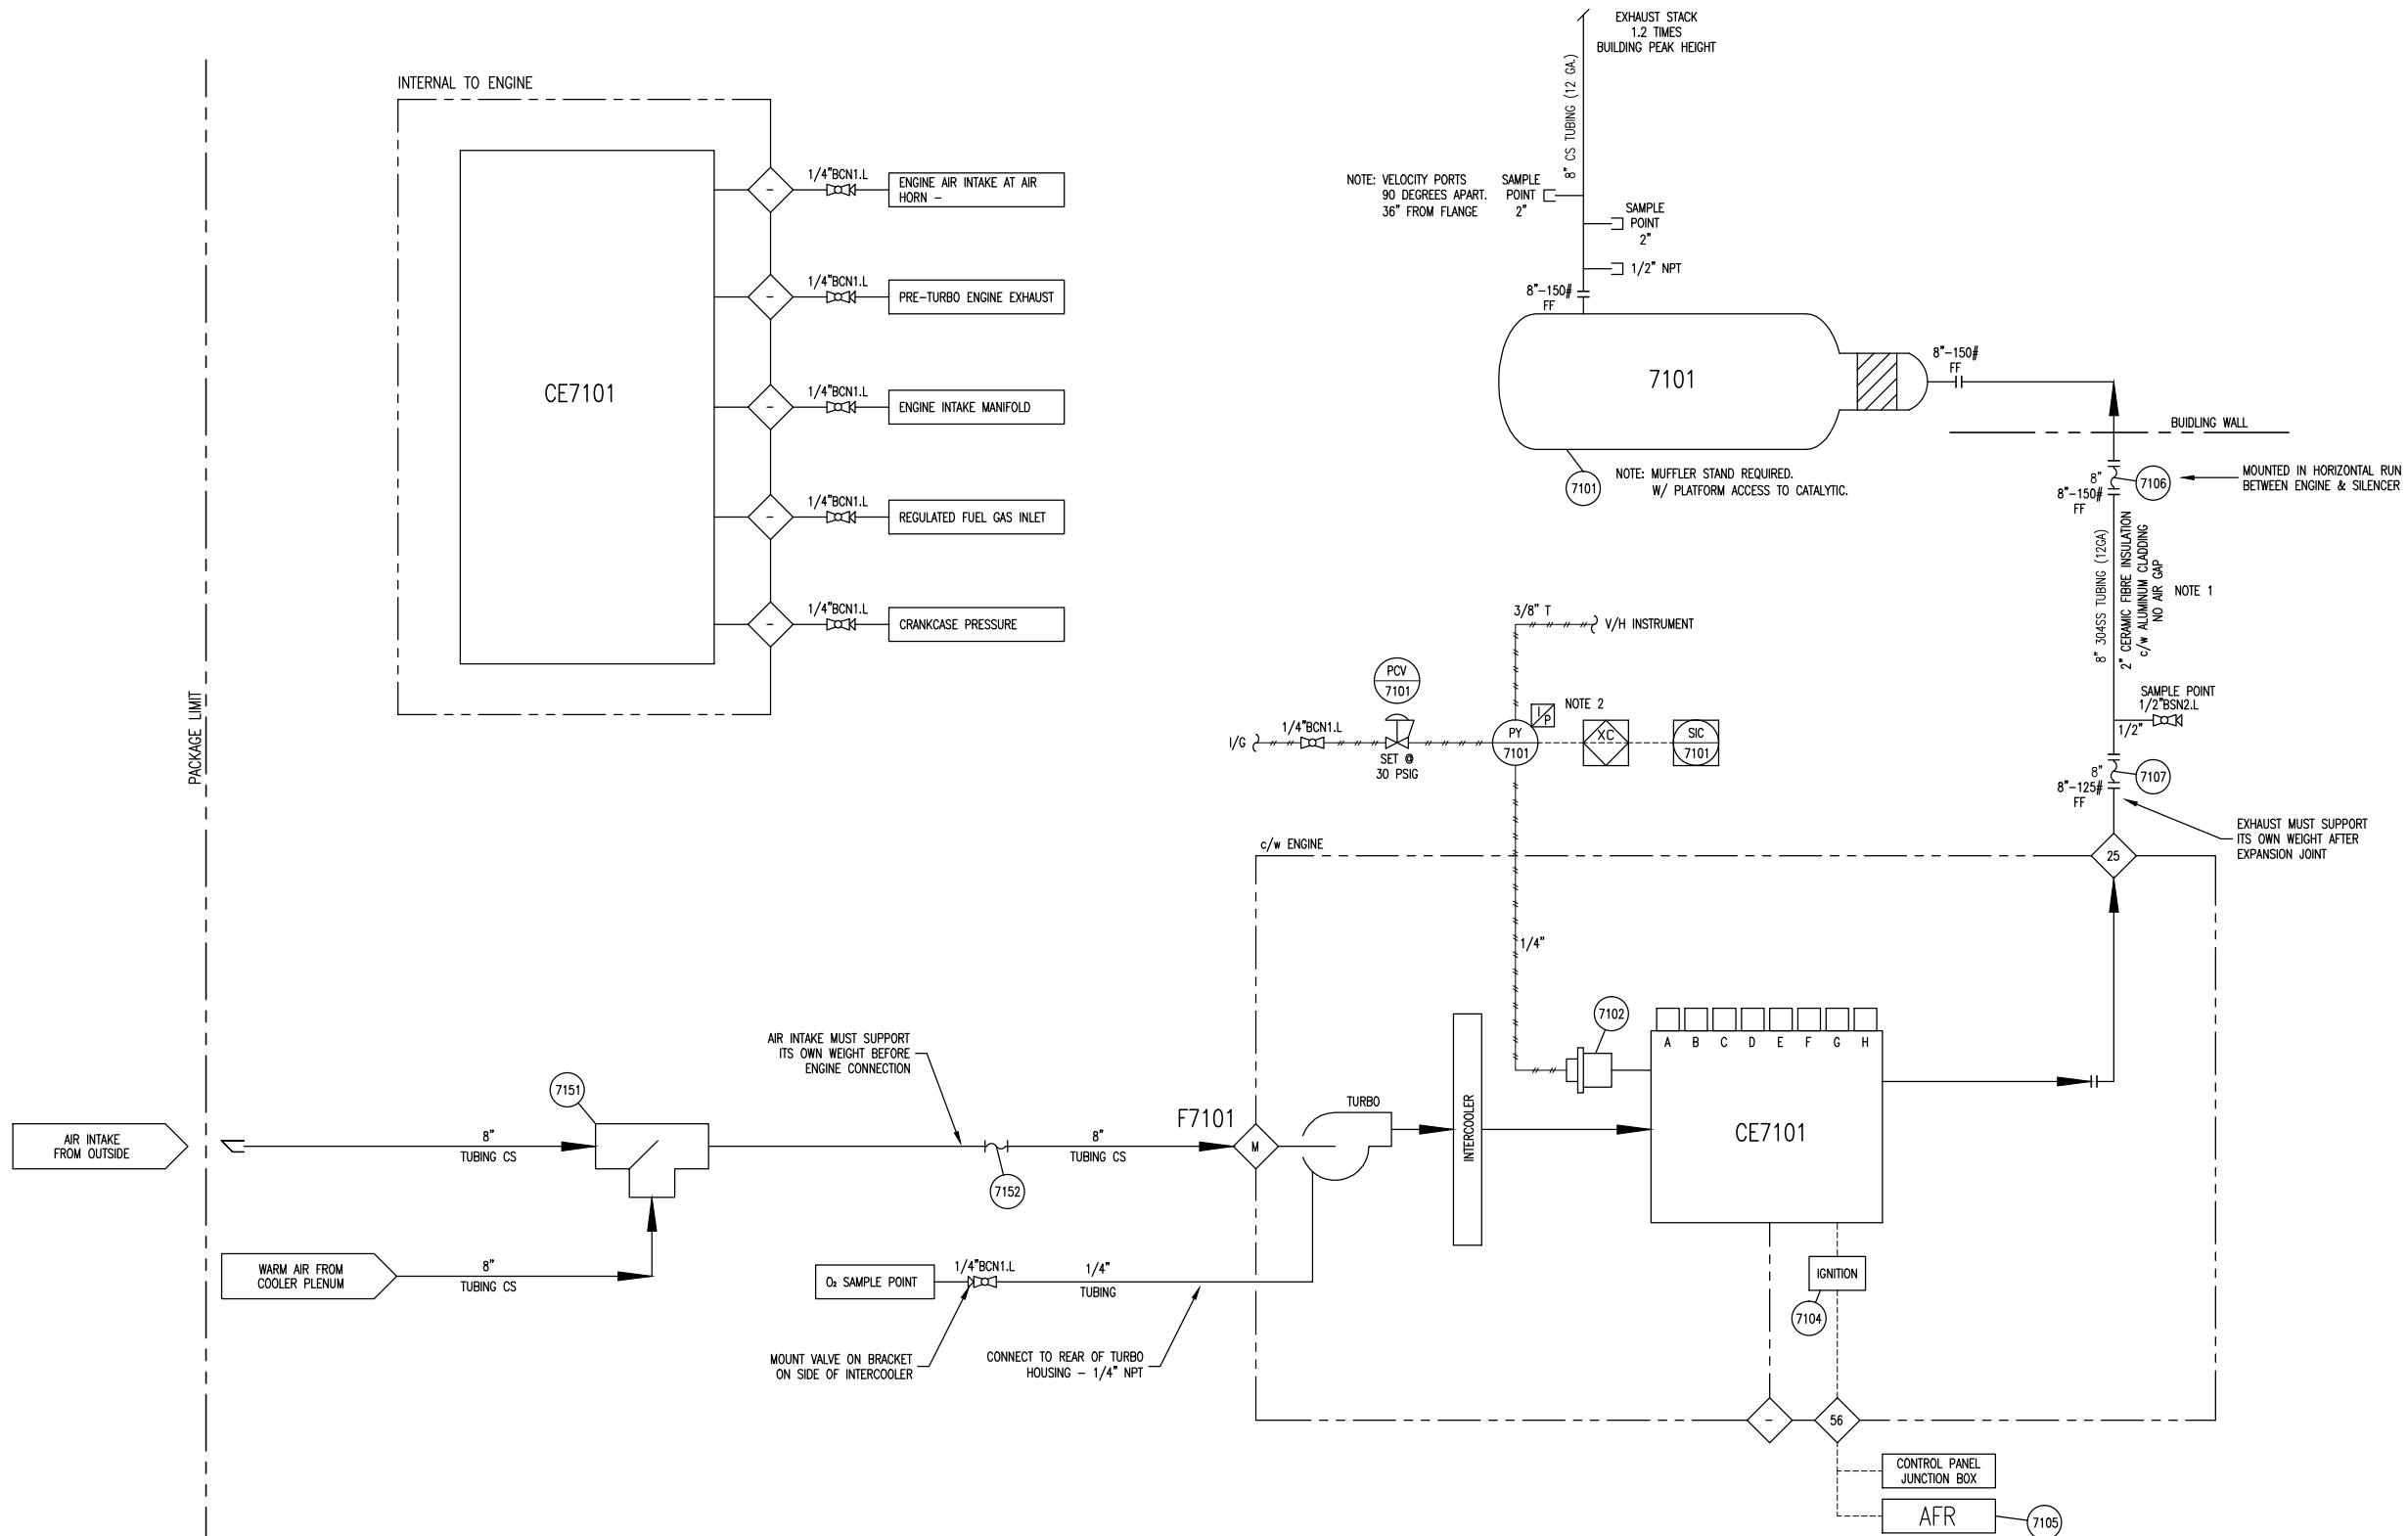 EXHAUST STACK
1.2 TIMES
BUILDING PEAK HEIGHT
8" CS TUBING (12 GA.)
INTERNAL TO ENGINE
CE7101
1/4"BCN1.L
ENGINE AIR INTAKE AT AIR
HORN -
-
1/4"BCN1.L
PRE-TURBO ENGINE EXHAUST
-
1/4"BCN1.L
ENGINE INTAKE MANIFOLD
-
1/4"BCN1.L
REGULATED FUEL GAS INLET
-
1/4"BCN1.L
CRANKCASE PRESSURE
-
PACKAGE LIMIT
NOTE: VELOCITY PORTS
90 DEGREES APART.
36" FROM FLANGE
SAMPLE
POINT
2"
SAMPLE
POINT
2"
1/2" NPT
8"-150#
FF
7101
8"-150#
FF
7101
NOTE: MUFFLER STAND REQUIRED.
W/ PLATFORM ACCESS TO CATALYTIC.
BUIDLING WALL
8"
8"-150#
FF
7106
MOUNTED IN HORIZONTAL RUN
BETWEEN ENGINE & SILENCER
8" 304SS TUBING (12GA)
2" CERAMIC FIBRE INSULATION
c/w ALUMINUM CLADDING
NO AIR GAP
NOTE 1
SAMPLE POINT
1/2"BSN2.L
1/2"
8"
8"-125#
FF
7107
EXHAUST MUST SUPPORT
ITS OWN WEIGHT AFTER
EXPANSION JOINT
25
3/8" T
V/H INSTRUMENT
PCV
7101
I/G
1/4"BCN1.L
SET @
30 PSIG
PY
7101
I
P
NOTE 2
XC
SIC
7101
c/w ENGINE
1/4"
7102
A B C D E F G H
CE7101
TURBO
INTERCOOLER
F7101
M
AIR INTAKE MUST SUPPORT
ITS OWN WEIGHT BEFORE
ENGINE CONNECTION
7151
AIR INTAKE
FROM OUTSIDE
8"
TUBING CS
8"
TUBING CS
7152
WARM AIR FROM
COOLER PLENUM
8"
TUBING CS
O₂ SAMPLE POINT
1/4"BCN1.L
1/4"
TUBING
MOUNT VALVE ON BRACKET
ON SIDE OF INTERCOOLER
CONNECT TO REAR OF TURBO
HOUSING - 1/4" NPT
IGNITION
7104
-
56
CONTROL PANEL
JUNCTION BOX
AFR
7105